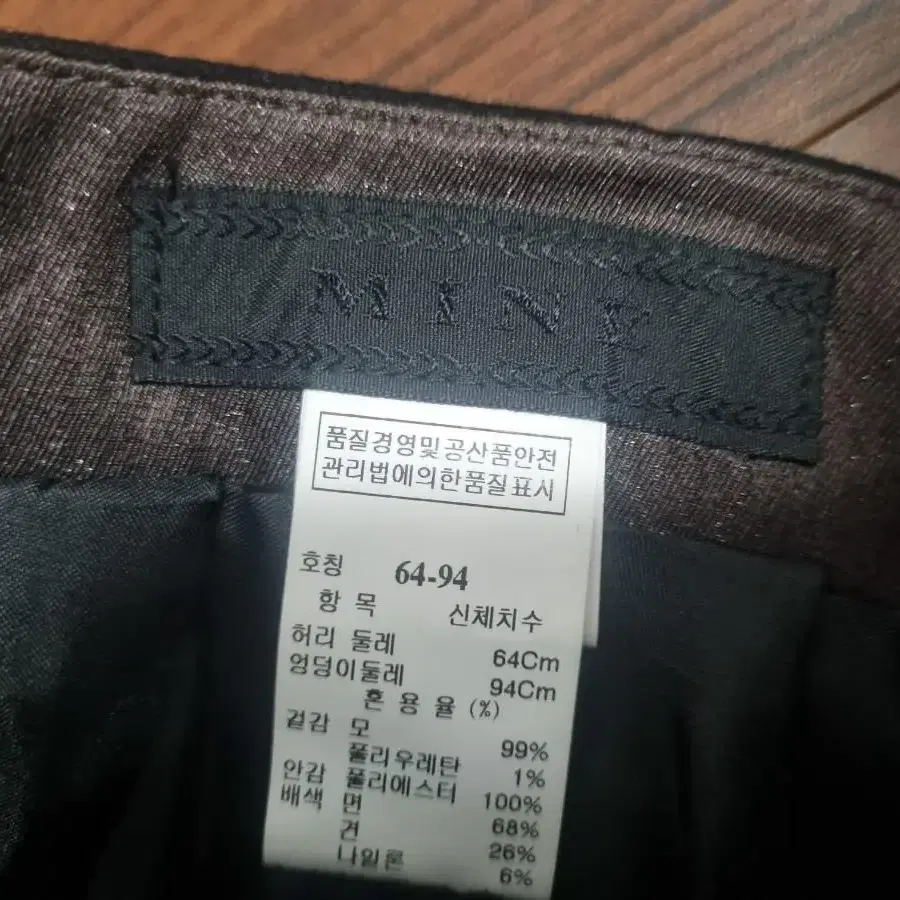 MINE
품질경영및공산품안전
관리법에의한품질표시
호칭 64-94
항 목 신체치수
허리 둘레 64Cm
엉덩이둘레 94Cm
혼 용 율 (%)
겉감 모 99%
폴리우레탄 1%
안감 폴리에스터 100%
배색 면 68%
견 26%
나일론 6%